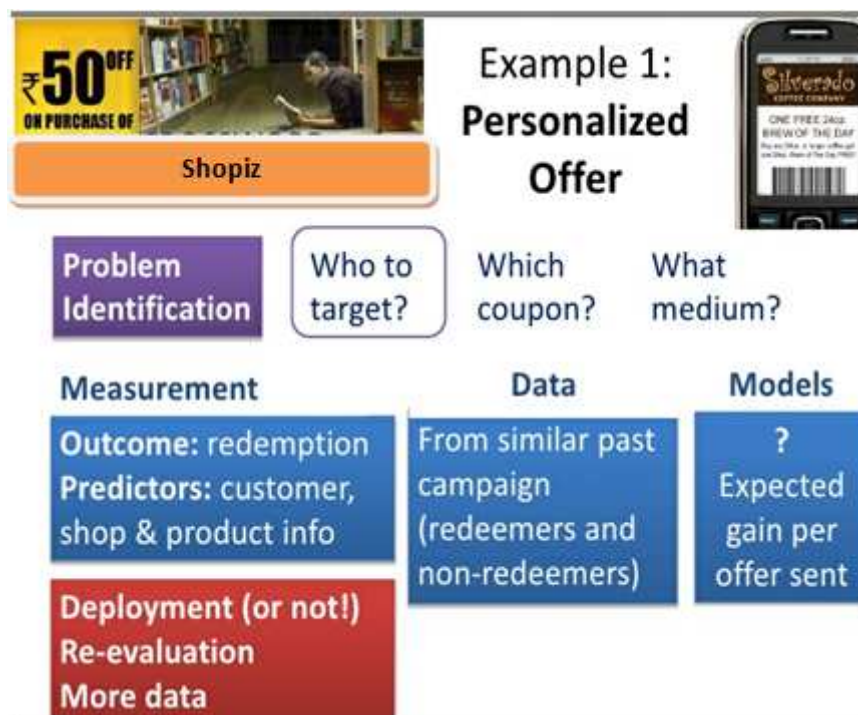 ₹50 OFF
ON PURCHASE OF
Shopiz
Example 1:
Personalized
Offer
Silverado
COFFEE COMPANY
ONE FREE 24oz
BREW OF THE DAY
Problem
Identification
Who to
target?
Which
coupon?
What
medium?
Measurement
Outcome: redemption
Predictors: customer,
shop & product info
Data
From similar past
campaign
(redeemers and
non-redeemers)
Models
?
Expected
gain per
offer sent
Deployment (or not!)
Re-evaluation
More data